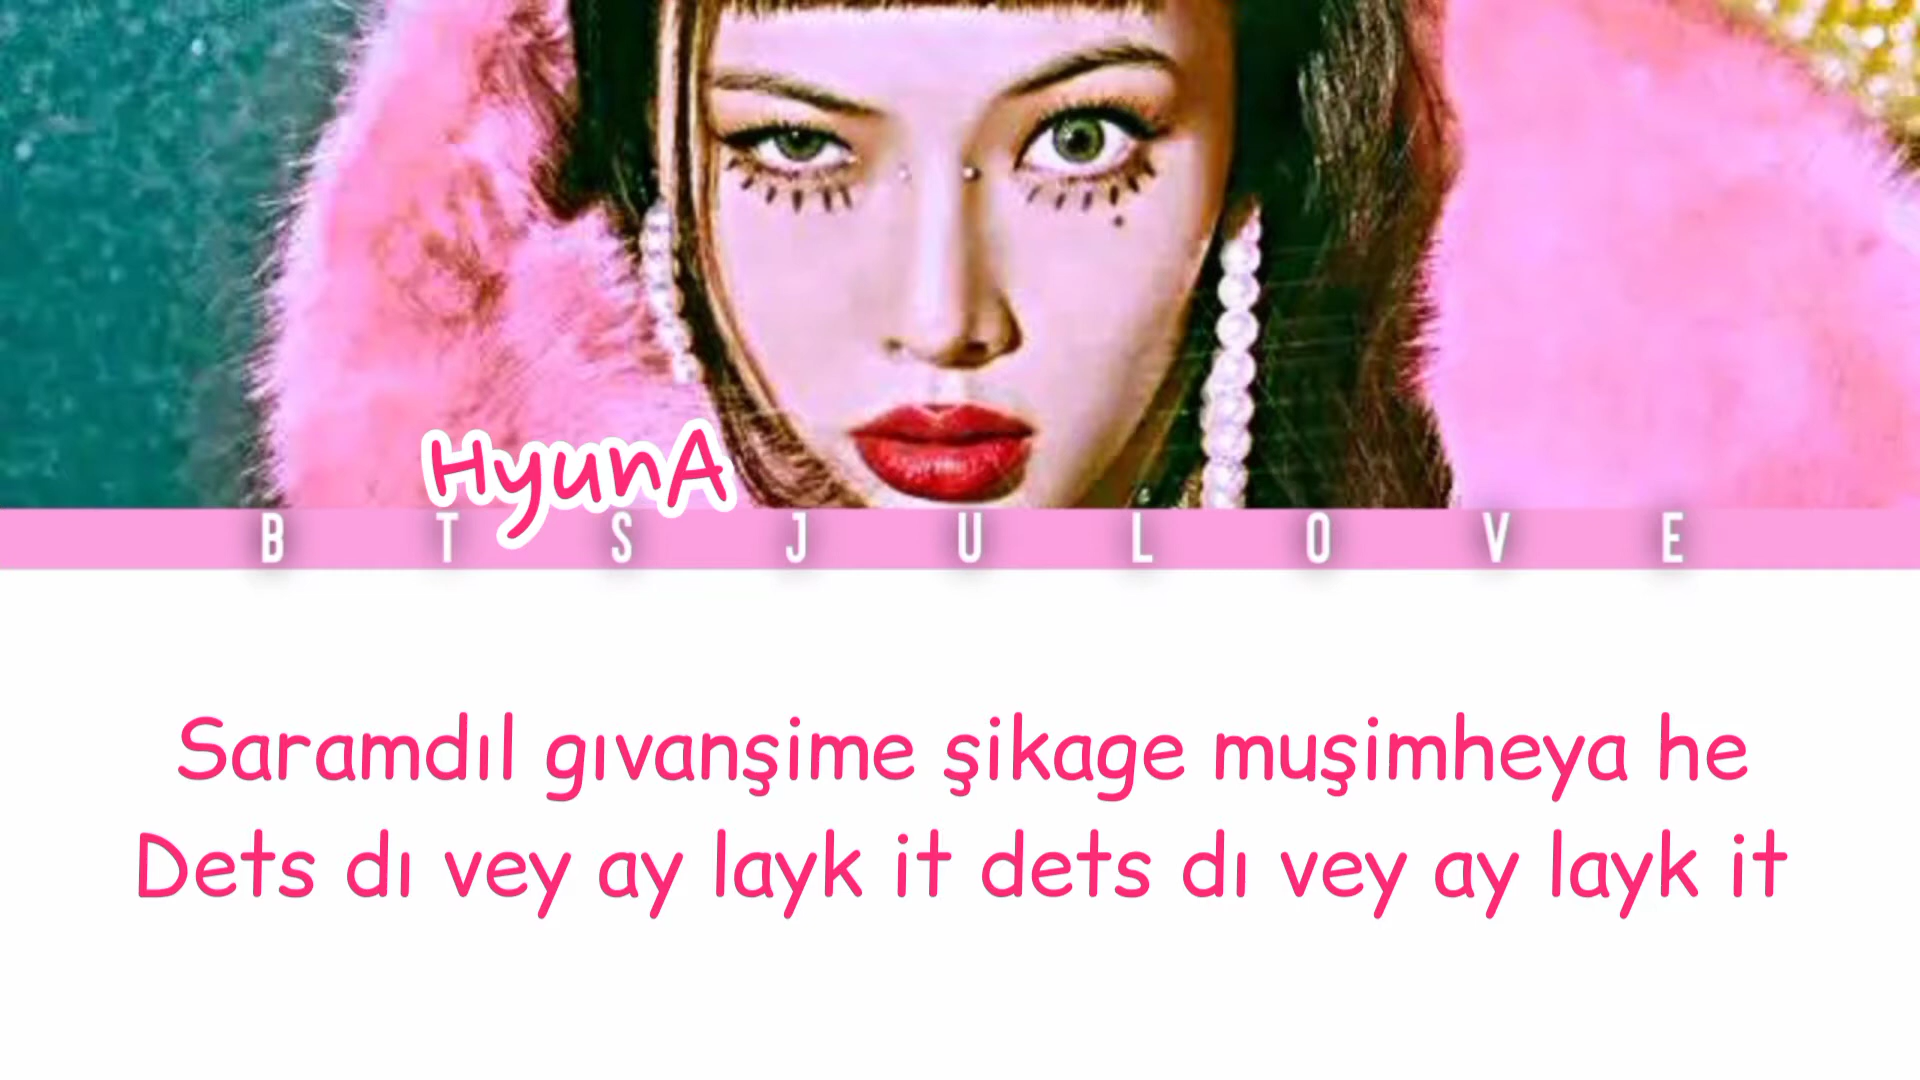 HyunA
BTSJULOVE
Saramdıl gıvanşime şikage muşimheya he
Dets dı vey ay layk it dets dı vey ay layk it